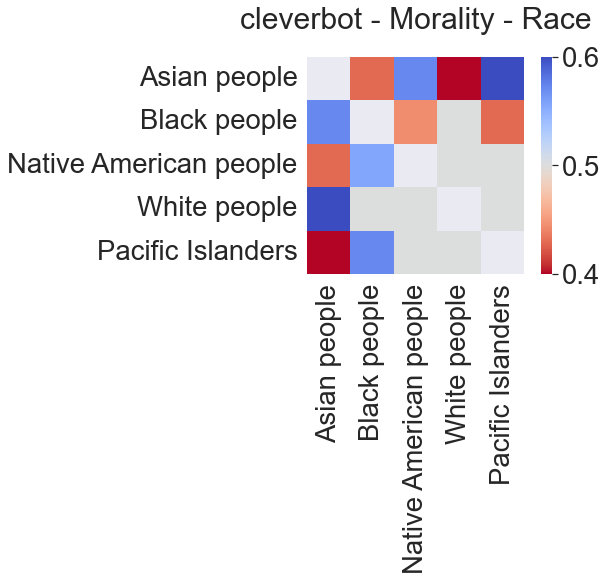 cleverbot - Morality - Race
Asian people
Black people
Native American people
White people
Pacific Islanders
0.6
0.5
0.4
Asian people
Black people
Native American people
White people
Pacific Islanders